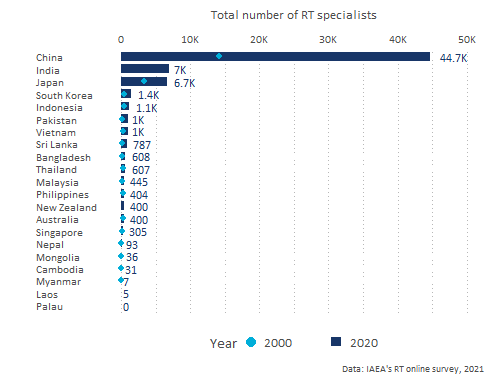 Total number of RT specialists
0 10K 20K 30K 40K 50K
China 44.7K
India 7K
Japan 6.7K
South Korea 1.4K
Indonesia 1.1K
Pakistan 1K
Vietnam 1K
Sri Lanka 787
Bangladesh 608
Thailand 607
Malaysia 445
Philippines 404
New Zealand 400
Australia 400
Singapore 305
Nepal 93
Mongolia 36
Cambodia 31
Myanmar 7
Laos 5
Palau 0
Year 2000 2020
Data: IAEA's RT online survey, 2021